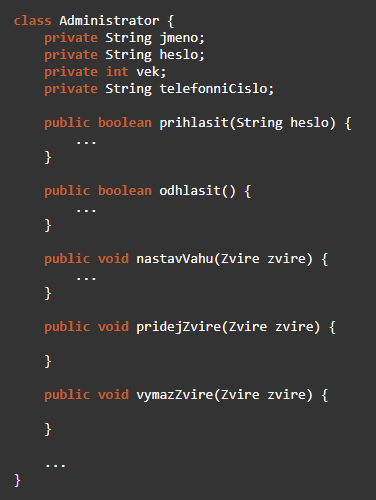 class Administrator {
    private String jmeno;
    private String heslo;
    private int vek;
    private String telefonniCislo;

    public boolean prihlasit(String heslo) {
        ...
    }

    public boolean odhlasit() {
        ...
    }

    public void nastavVahu(Zvire zvire) {
        ...
    }

    public void pridejZvire(Zvire zvire) {

    }

    public void vymazZvire(Zvire zvire) {

    }

    ...
}